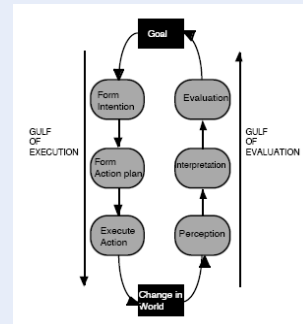 Goal
Form
Intention
Evaluation
GULF
OF
EXECUTION
GULF
OF
EVALUATION
Form
Action plan
Interpretation
Execute
Action
Perception
Change in
World